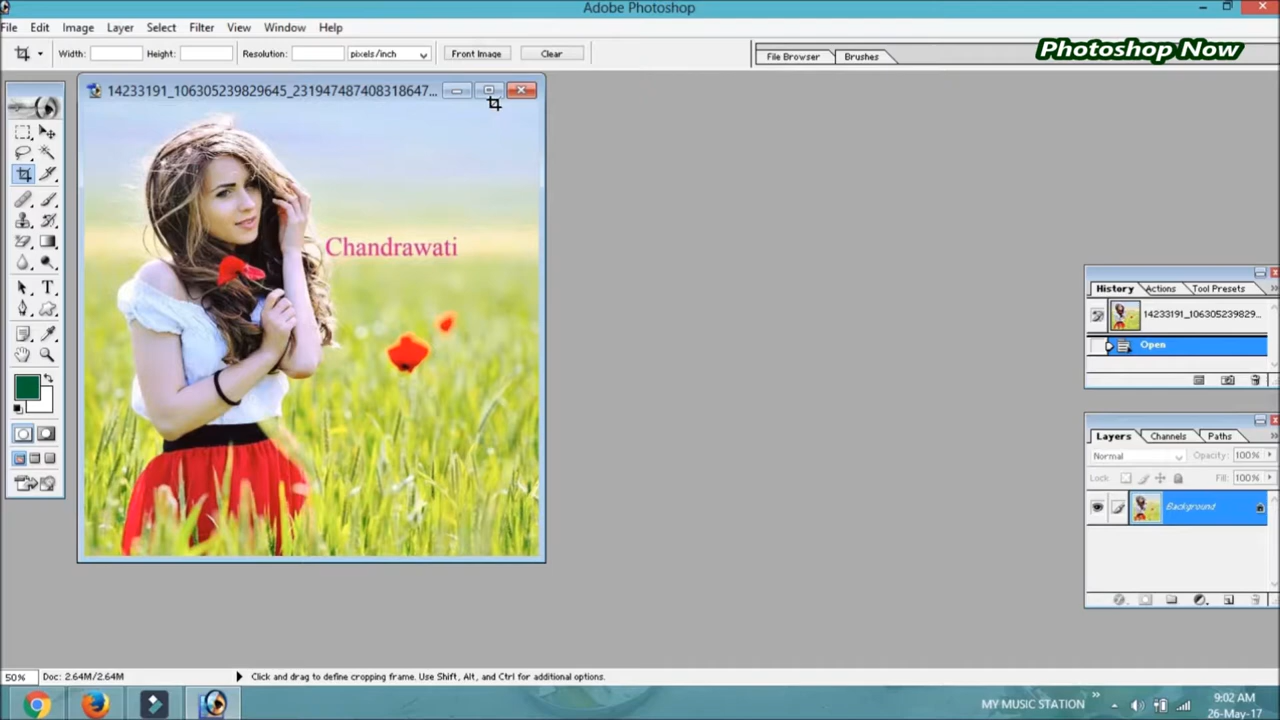 Adobe Photoshop
File Edit Image Layer Select Filter View Window Help
Width: Height: Resolution: pixels/inch Front Image Clear File Browser Brushes
Photoshop Now
14233191_106305239829645_231947487408318647...
Chandrawati
History Actions Tool Presets
14233191_106305239829...
Open
Layers Channels Paths
Normal Opacity: 100%
Lock: Fill: 100%
Background
50% Doc: 2.64M/2.64M Click and drag to define cropping frame. Use Shift, Alt, and Ctrl for additional options.
MY MUSIC STATION 9:02 AM
26-May-17